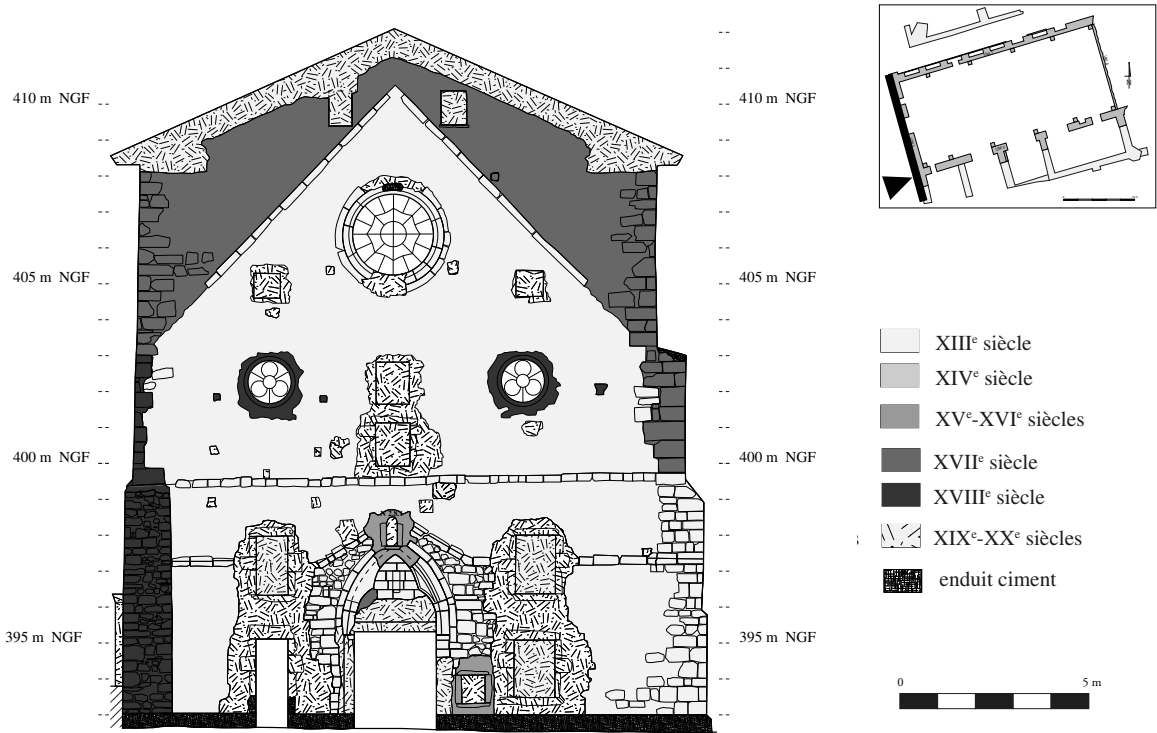 410 m NGF
410 m NGF
405 m NGF
405 m NGF
400 m NGF
400 m NGF
395 m NGF
395 m NGF
XIIIe siècle
XIVe siècle
XVe-XVIe siècles
XVIIe siècle
XVIIIe siècle
s
XIXe-XXe siècles
enduit ciment
0
5 m